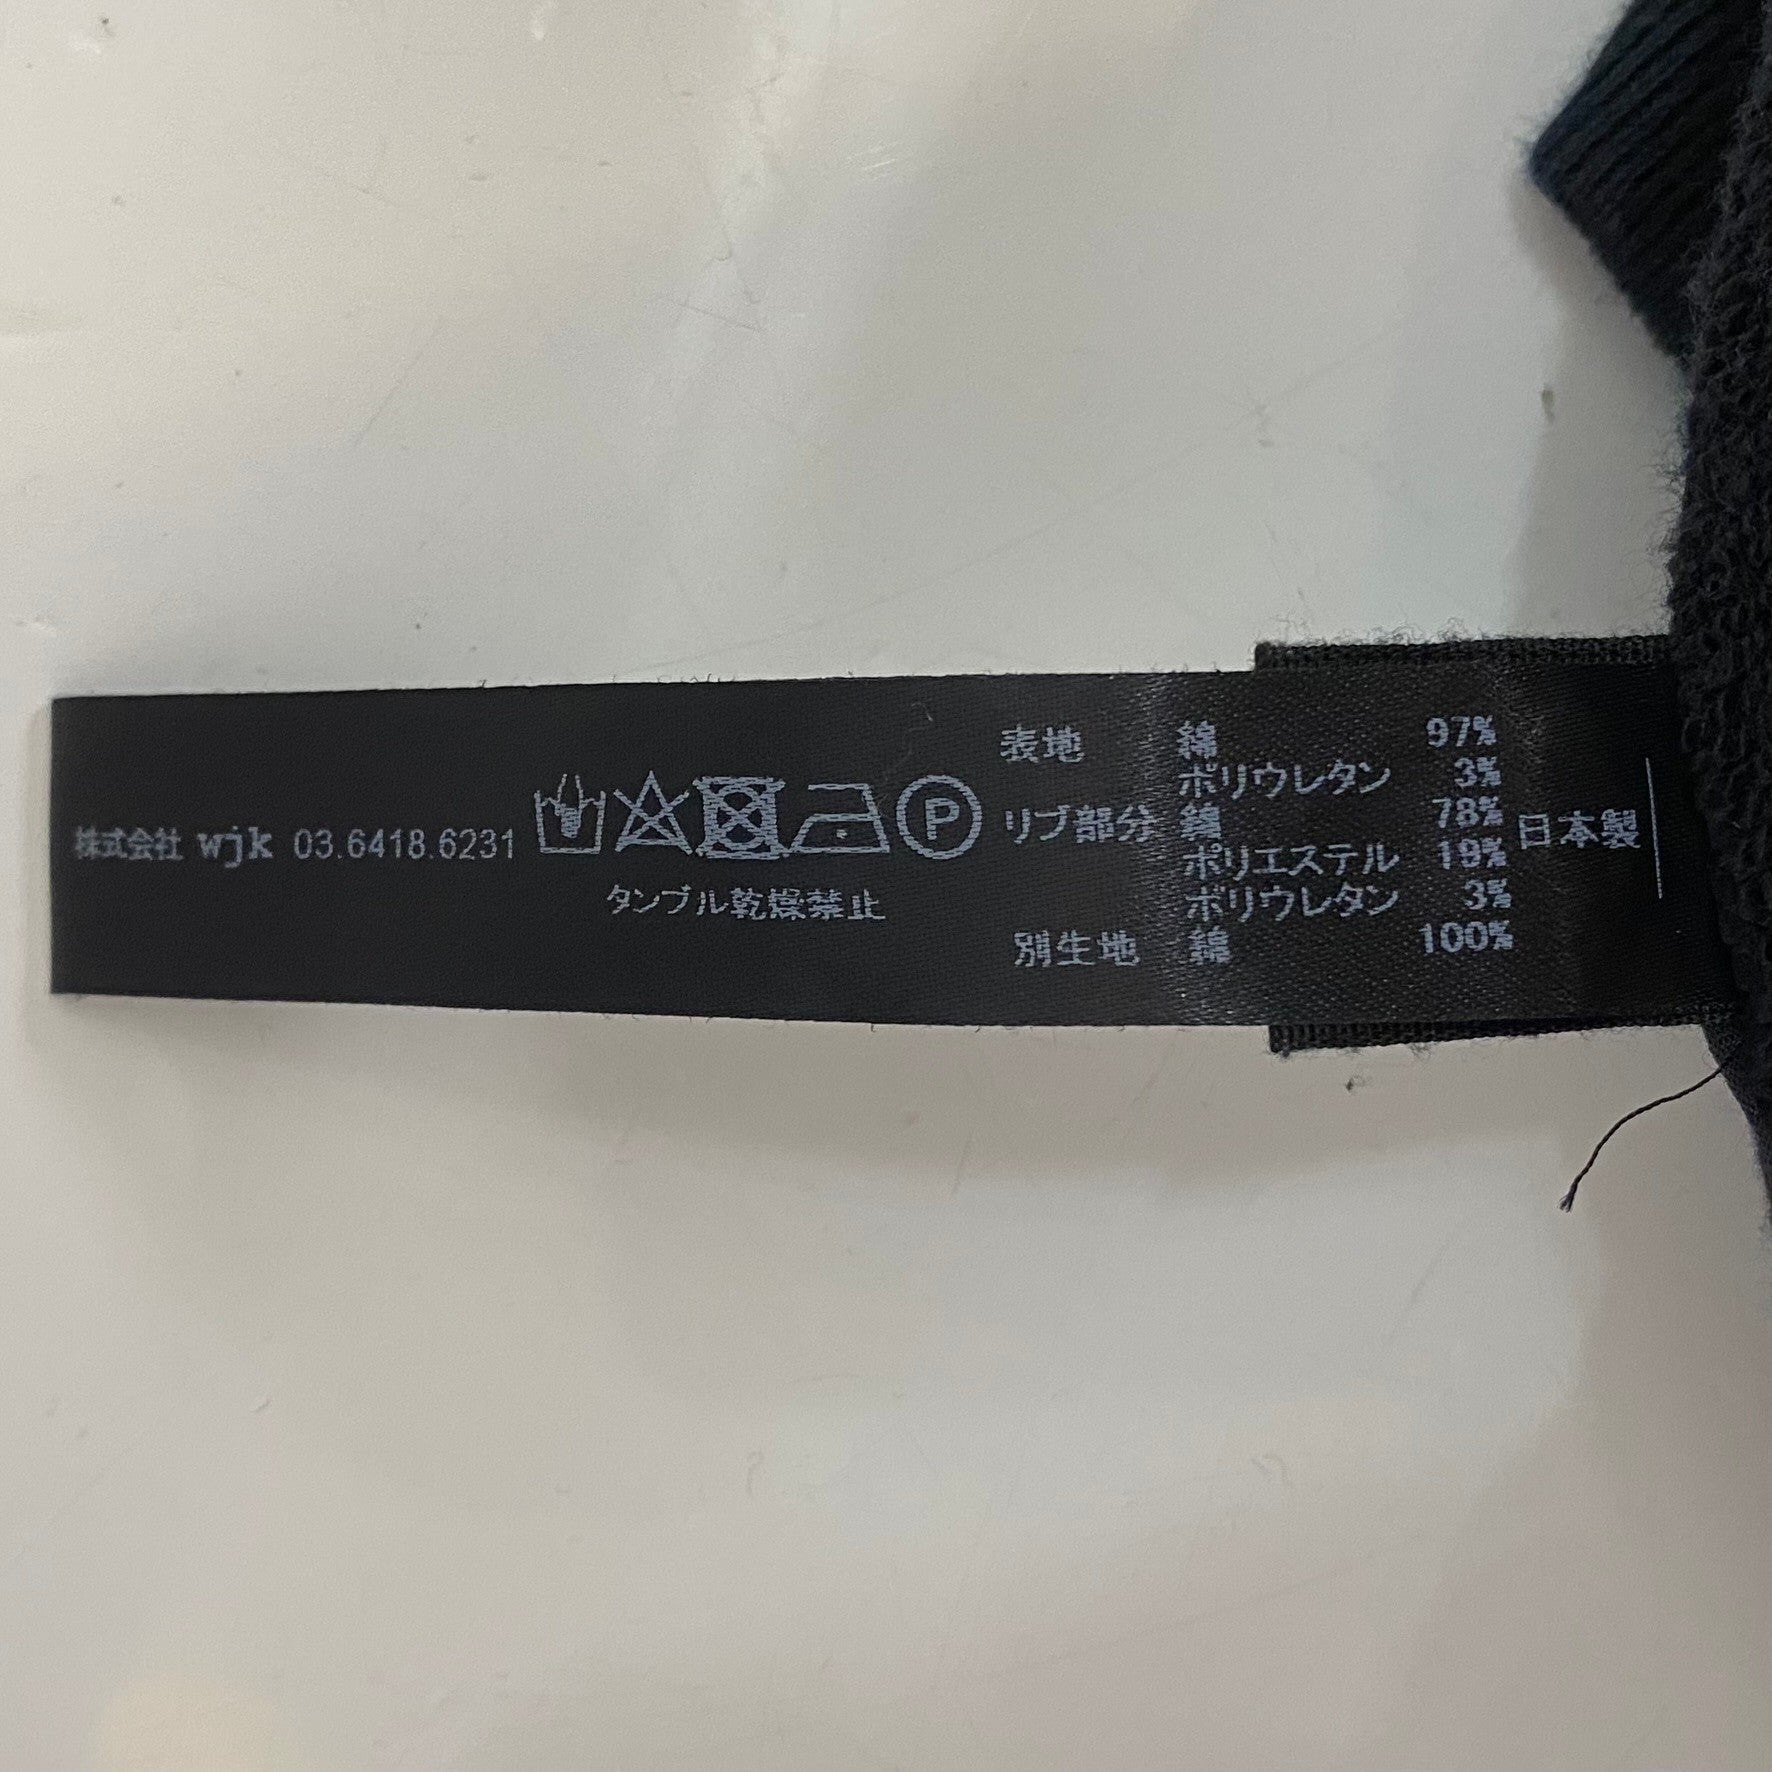 株式会社 wjk 03.6418.6231
P
タンブル乾燥禁止
表地 綿 97%
ポリウレタン 3%
リブ部分 綿 78%
ポリエステル 19%
ポリウレタン 3%
別生地 綿 100%
日本製